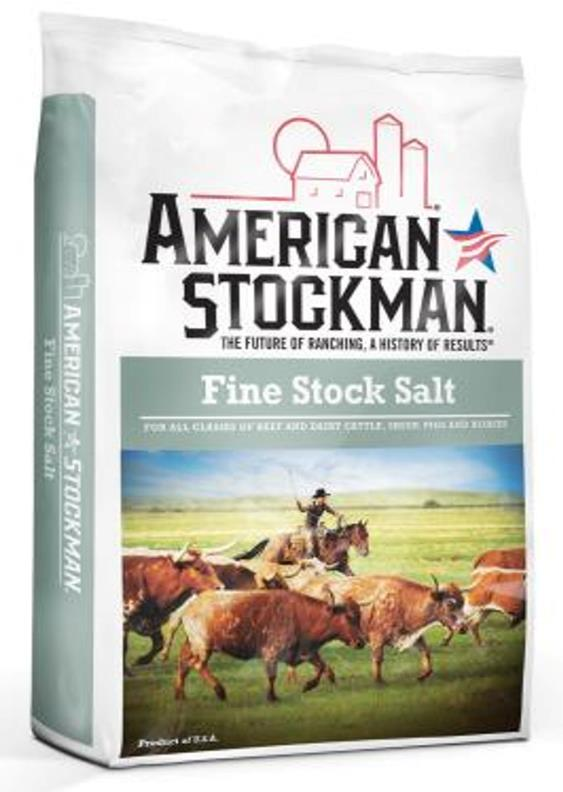 AMERICAN
STOCKMAN
THE FUTURE OF RANCHING, A HISTORY OF RESULTS
Fine Stock Salt
FOR ALL CLASSES OF BEEF AND DAIRY CATTLE, SHEEP, PIGS AND HORSES
Product of U.S.A.
AMERICAN STOCKMAN
Fine Stock Salt